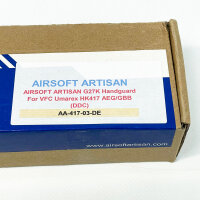 AIRSOFT ARTISAN
AIRSOFT ARTISAN G27K Handguard
For VFC Umarex HK417 AEG/GBB
(DDC)
AA-417-03-DE
www.airsoftartisan.com